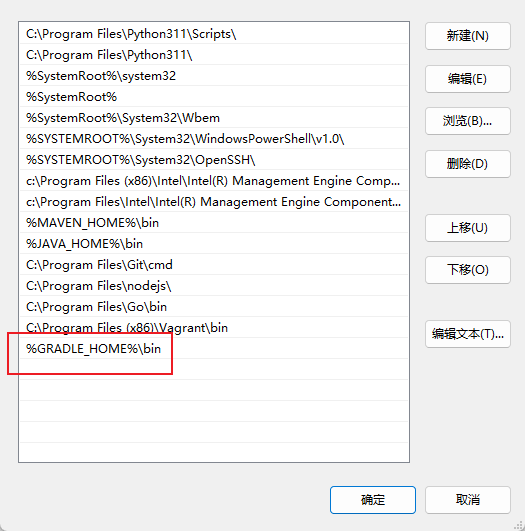 C:\Program Files\Python311\Scripts\
C:\Program Files\Python311\
%SystemRoot%\system32
%SystemRoot%
%SystemRoot%\System32\Wbem
%SYSTEMROOT%\System32\WindowsPowerShell\v1.0\
%SYSTEMROOT%\System32\OpenSSH\
c:\Program Files (x86)\Intel\Intel(R) Management Engine Comp...
c:\Program Files\Intel\Intel(R) Management Engine Component...
%MAVEN_HOME%\bin
%JAVA_HOME%\bin
C:\Program Files\Git\cmd
C:\Program Files\nodejs\
C:\Program Files\Go\bin
C:\Program Files (x86)\Vagrant\bin
%GRADLE_HOME%\bin
新建(N)
编辑(E)
浏览(B)...
删除(D)
上移(U)
下移(O)
编辑文本(T)...
确定
取消